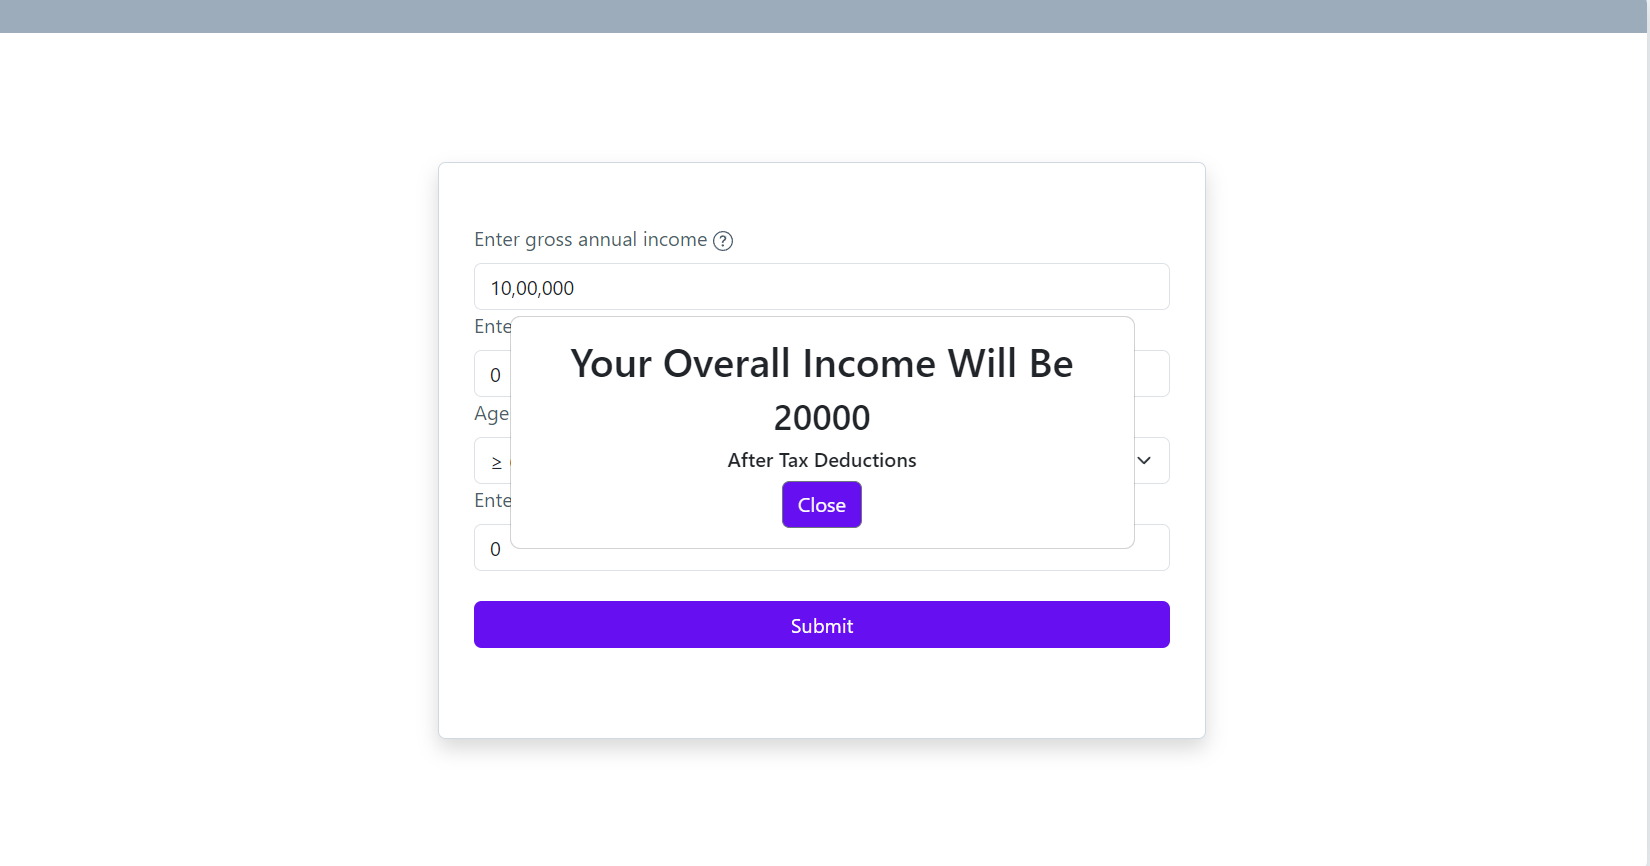 Enter gross annual income ?
10,00,000
Ente
Your Overall Income Will Be
0
20000
Age
After Tax Deductions
≥
Close
Ente
0
Submit